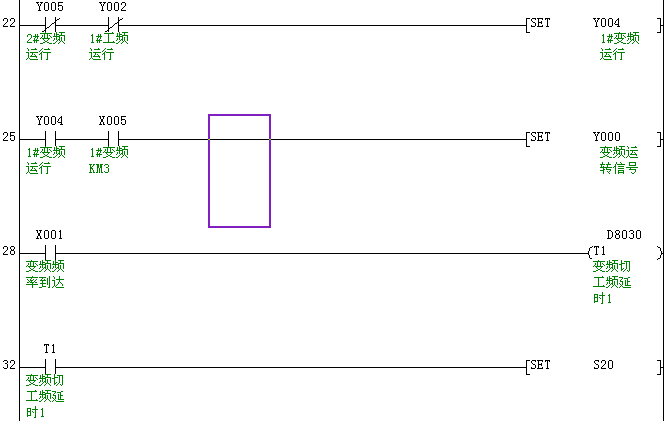 Y005 Y002
22 SET Y004
2#变频 1#工频 1#变频
运行 运行 运行
Y004 X005
25 SET Y000
1#变频 1#变频 变频运
运行 KM3 转信号
X001 D8030
28 T1
变频频 变频切
率到达 工频延
时1
T1
32 SET S20
变频切
工频延
时1